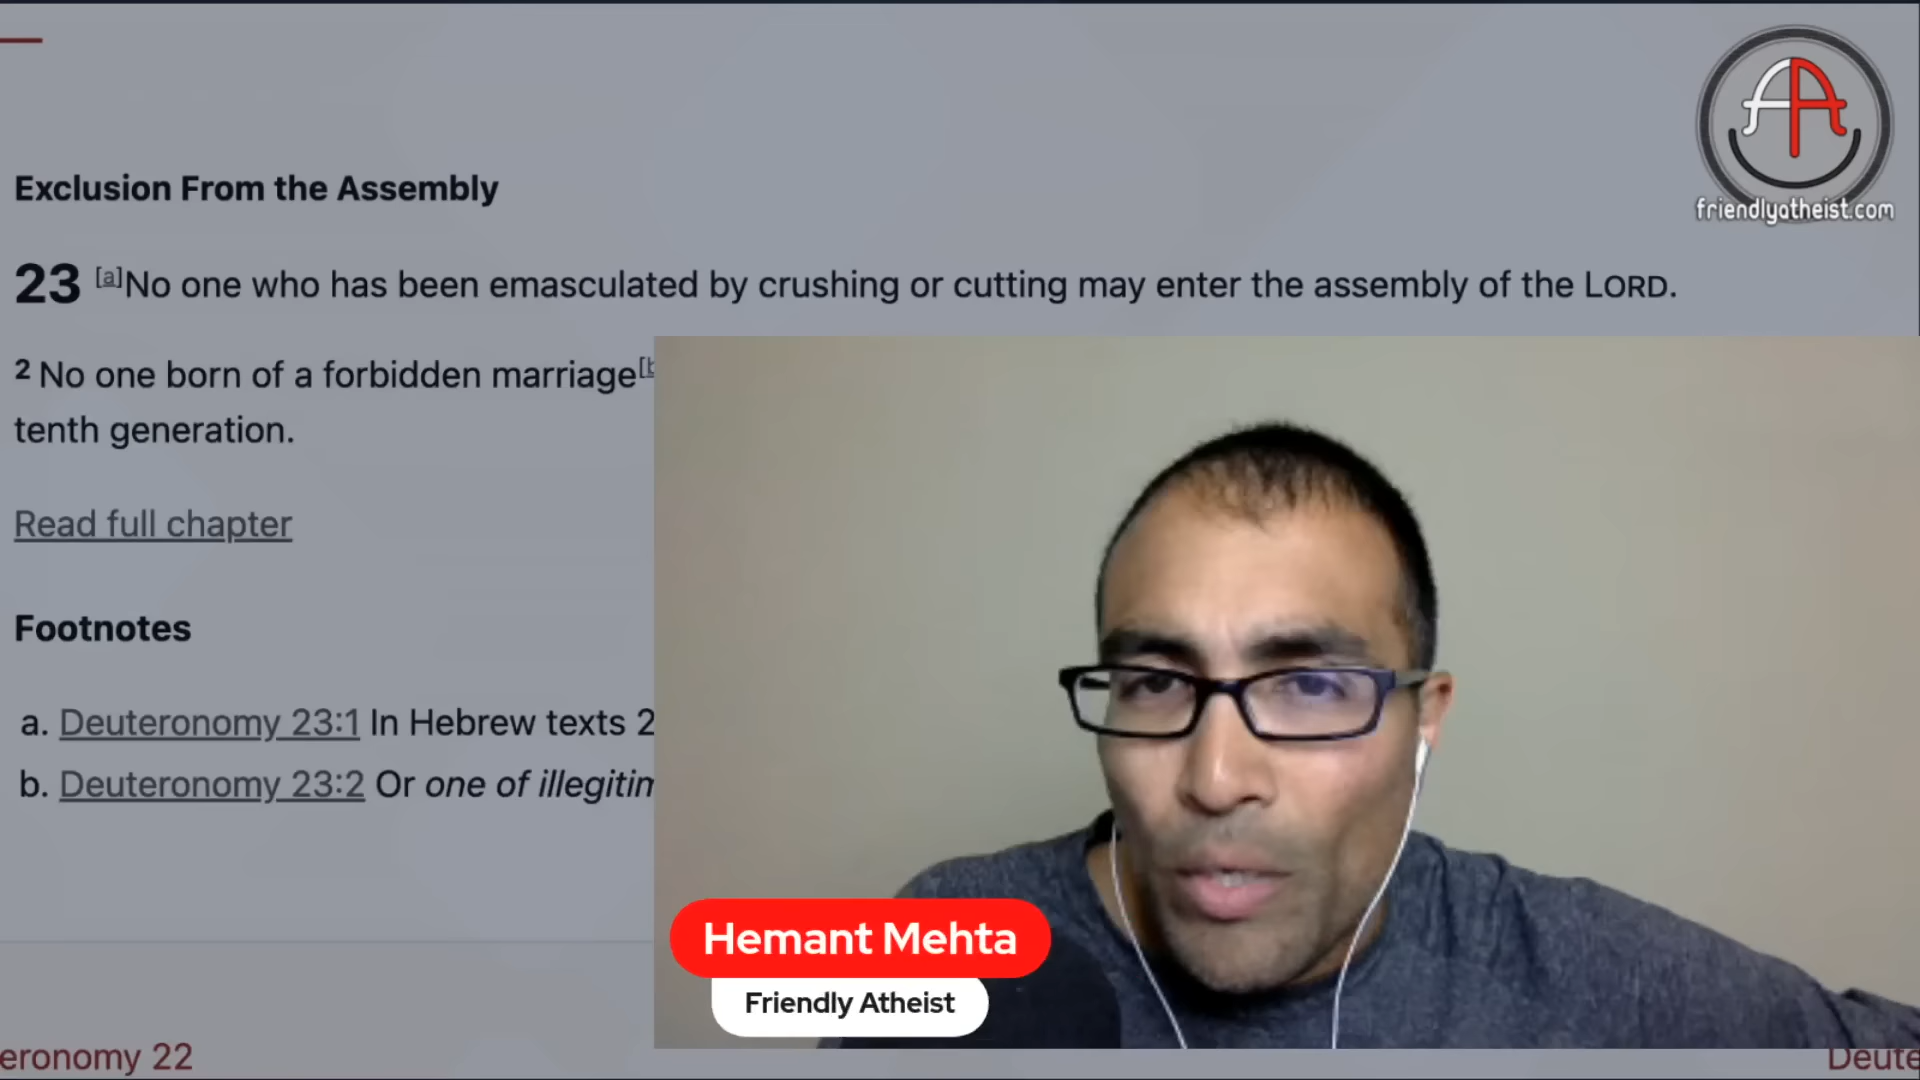 friendlyatheist.com
Exclusion From the Assembly
23 [a]No one who has been emasculated by crushing or cutting may enter the assembly of the LORD.
2 No one born of a forbidden marriage
tenth generation.
Read full chapter
Footnotes
a. Deuteronomy 23:1 In Hebrew texts 2
b. Deuteronomy 23:2 Or one of
Hemant Mehta
Friendly Atheist
22